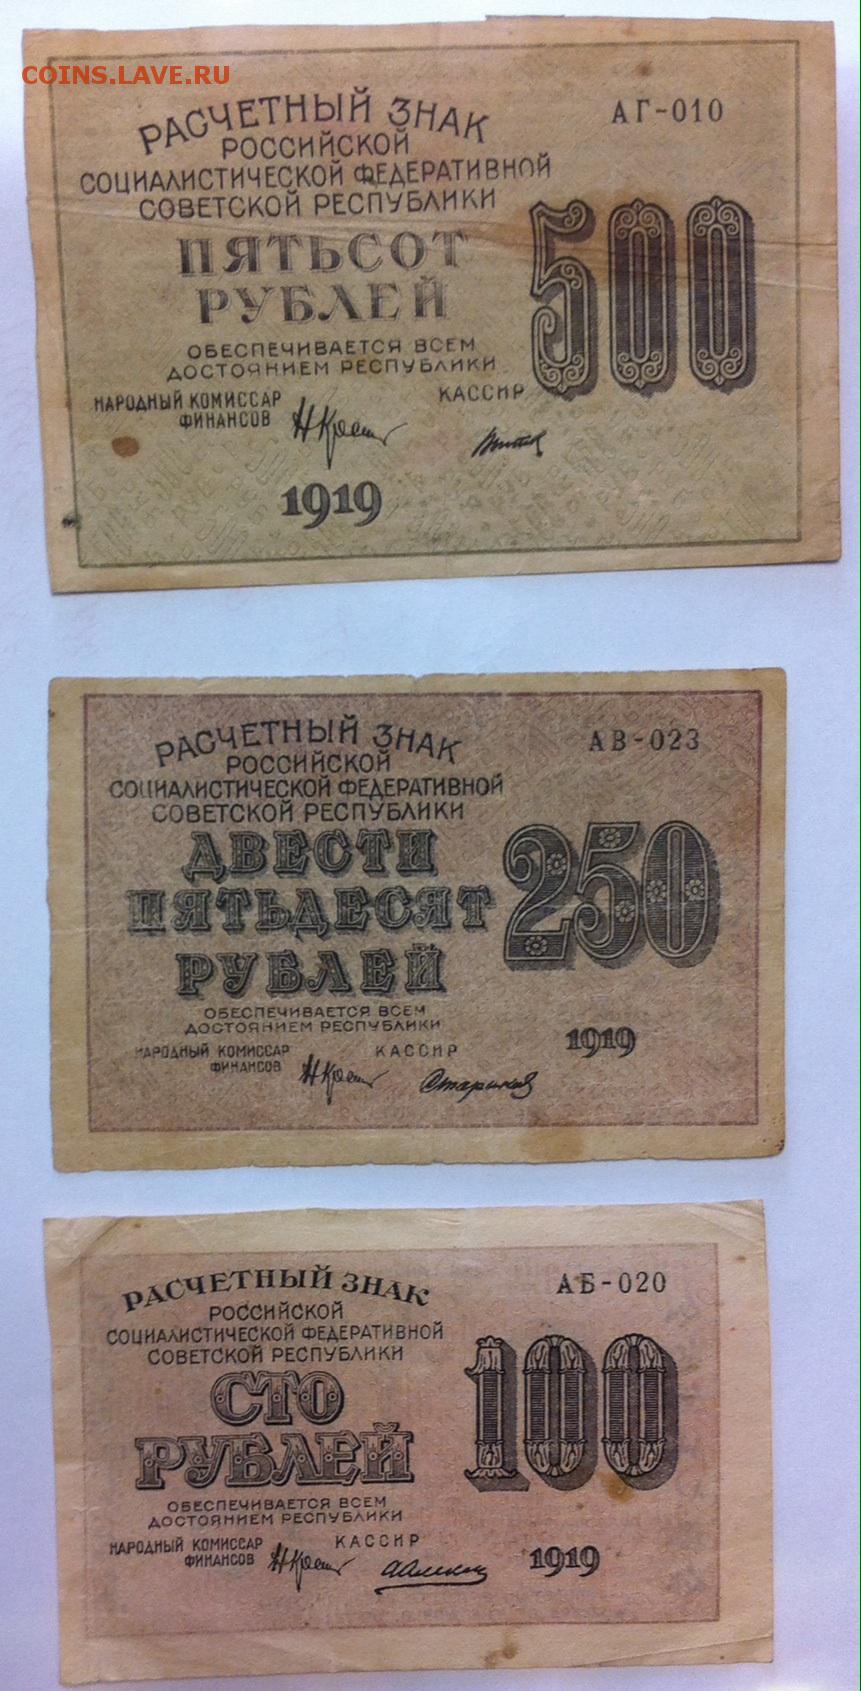 COINS.LAVE.RU
РАСЧЕТНЫЙ ЗНАК
АГ-010
РОССИЙСКОЙ
СОЦИАЛИСТИЧЕСКОЙ ФЕДЕРАТИВНОЙ
СОВЕТСКОЙ РЕСПУБЛИКИ
500
ПЯТЬСОТ
РУБЛЕЙ
ОБЕСПЕЧИВАЕТСЯ ВСЕМ
ДОСТОЯНИЕМ РЕСПУБЛИКИ
НАРОДНЫЙ КОМИССАР КАССИР
ФИНАНСОВ
1919
РАСЧЕТНЫЙ ЗНАК
АВ-023
РОССИЙСКОЙ
СОЦИАЛИСТИЧЕСКОЙ ФЕДЕРАТИВНОЙ
СОВЕТСКОЙ РЕСПУБЛИКИ
ДВЕСТИ
ПЯТЬДЕСЯТ
РУБЛЕЙ
250
ОБЕСПЕЧИВАЕТСЯ ВСЕМ
ДОСТОЯНИЕМ РЕСПУБЛИКИ
1919
НАРОДНЫЙ КОМИССАР КАССИР
ФИНАНСОВ
РАСЧЕТНЫЙ ЗНАК
АБ-020
РОССИЙСКОЙ
СОЦИАЛИСТИЧЕСКОЙ ФЕДЕРАТИВНОЙ
СОВЕТСКОЙ РЕСПУБЛИКИ
СТО
РУБЛЕЙ
100
ОБЕСПЕЧИВАЕТСЯ ВСЕМ
ДОСТОЯНИЕМ РЕСПУБЛИКИ
НАРОДНЫЙ КОМИССАР КАССИР
ФИНАНСОВ
1919